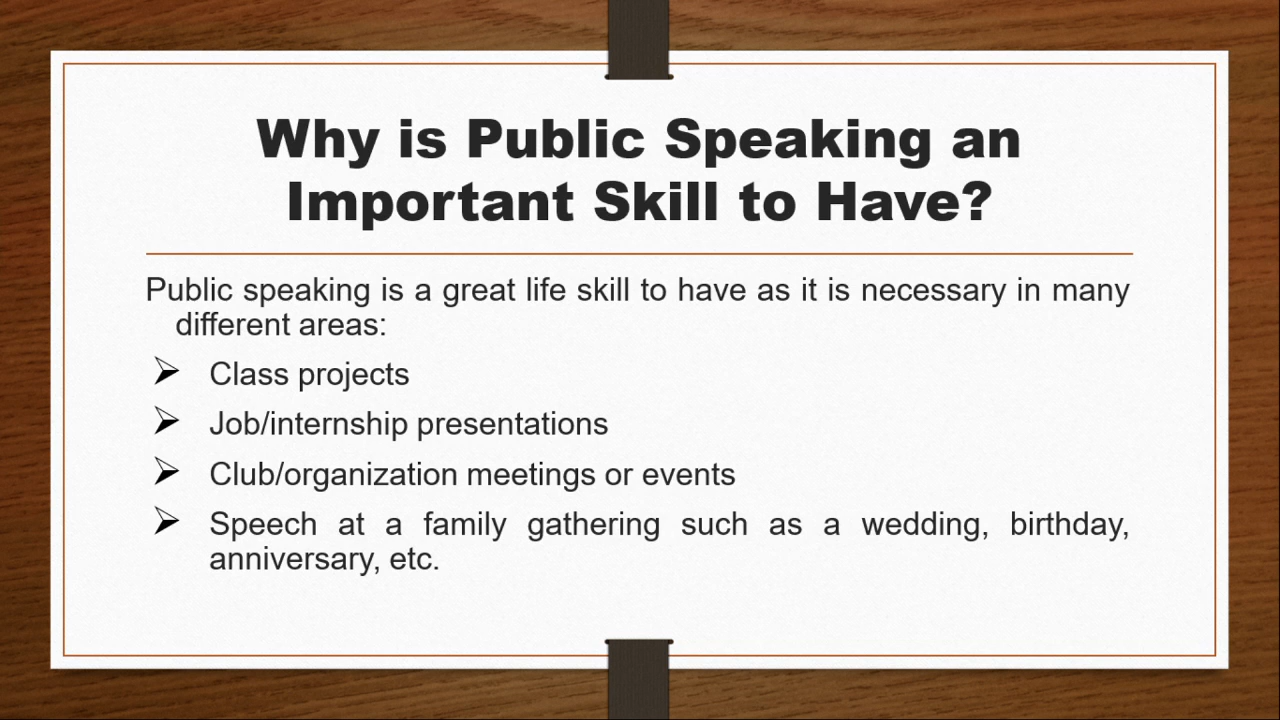 Why is Public Speaking an
Important Skill to Have?
Public speaking is a great life skill to have as it is necessary in many
different areas:
➢ Class projects
➢ Job/internship presentations
➢ Club/organization meetings or events
➢ Speech at a family gathering such as a wedding, birthday,
anniversary, etc.